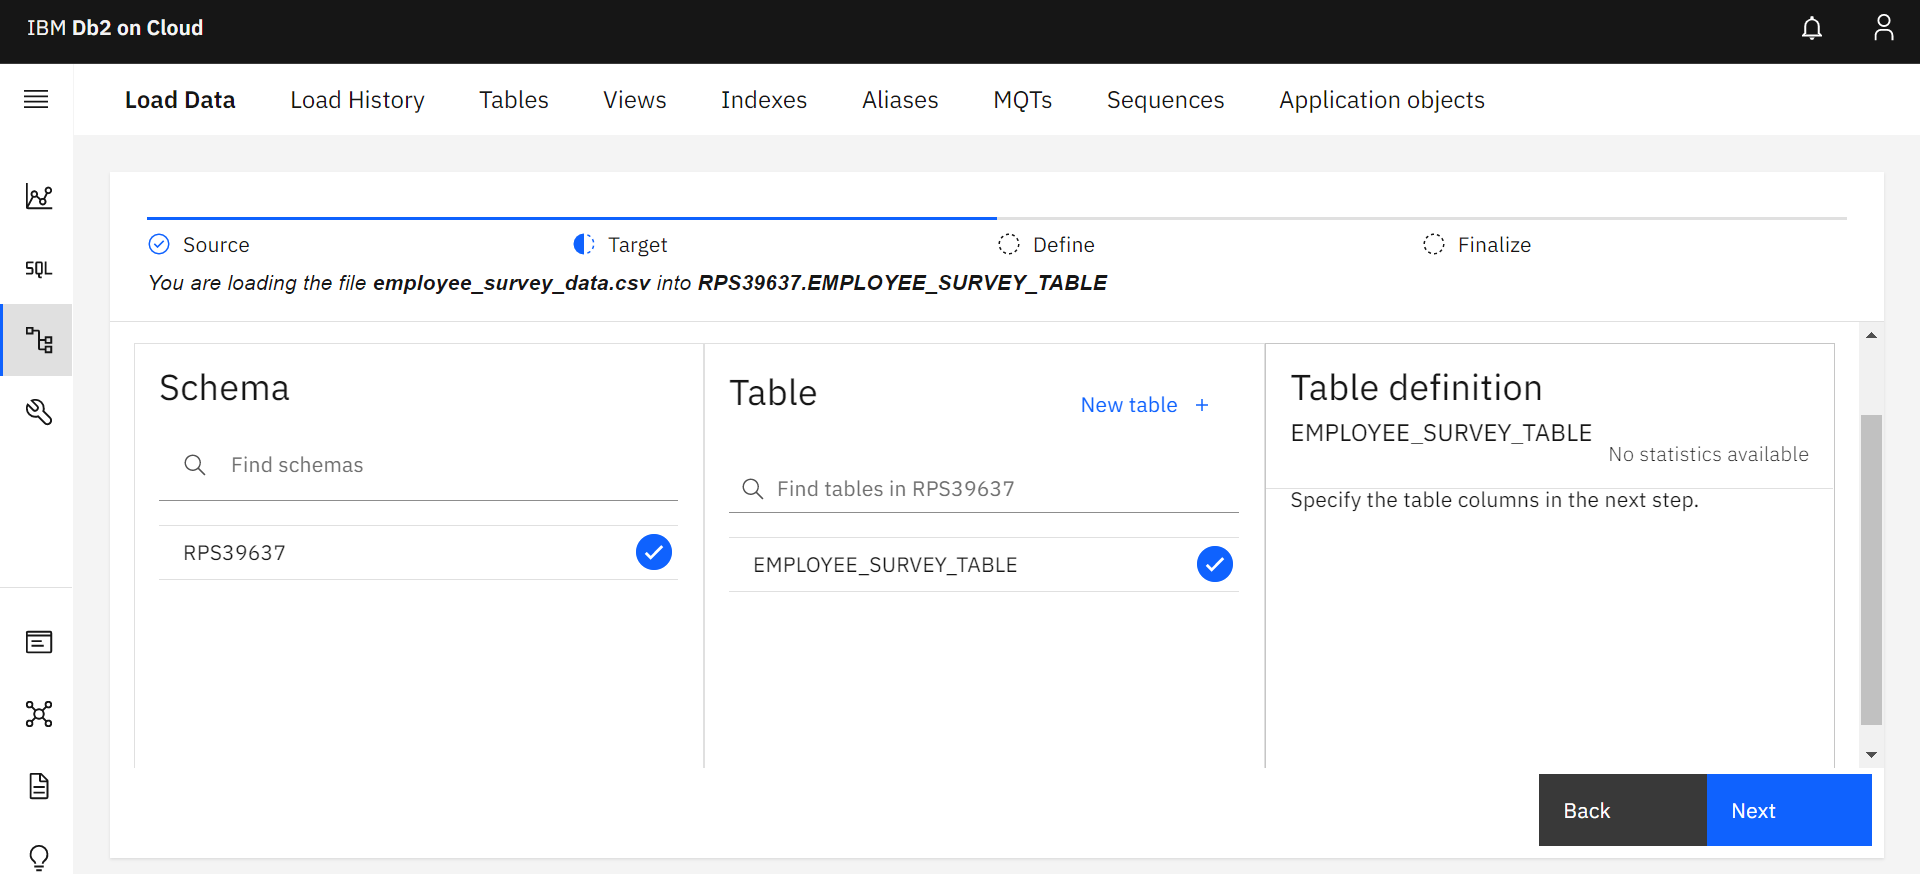 IBM Db2 on Cloud
Load Data Load History Tables Views Indexes Aliases MQTs Sequences Application objects
SQL
Source Target Define Finalize
You are loading the file employee_survey_data.csv into RPS39637.EMPLOYEE_SURVEY_TABLE
Schema
Find schemas
RPS39637
Table
New table +
Find tables in RPS39637
EMPLOYEE_SURVEY_TABLE
Table definition
EMPLOYEE_SURVEY_TABLE
No statistics available
Specify the table columns in the next step.
Back Next